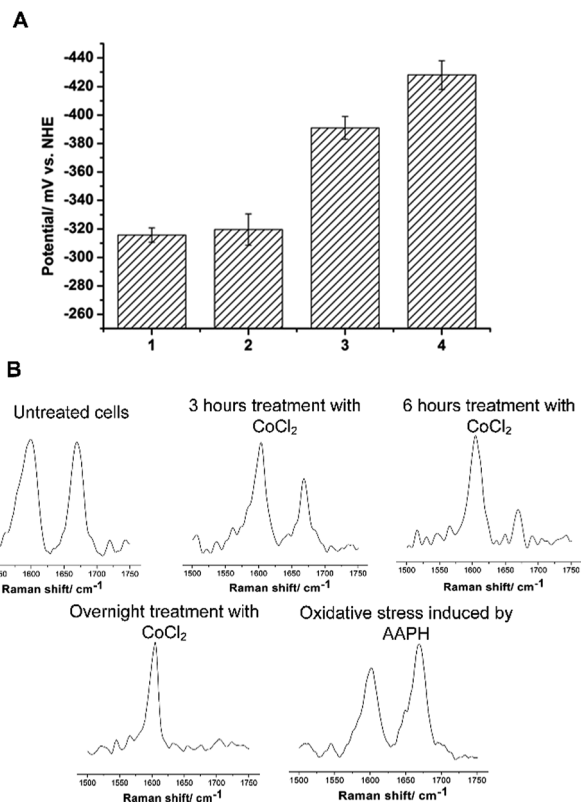 A
Potential/ mV vs. NHE
-440
-420
-400
-380
-360
-340
-320
-300
-280
-260
1 2 3 4
B
Untreated cells
3 hours treatment with
CoCl₂
6 hours treatment with
CoCl₂
1600 1650 1700 1750
Raman shift/ cm⁻¹
1500 1550 1600 1650 1700 1750
Raman shift/ cm⁻¹
1500 1550 1600 1650 1700 1750
Raman shift/ cm⁻¹
Overnight treatment with
CoCl₂
Oxidative stress induced by
AAPH
1500 1550 1600 1650 1700 1750
Raman shift/ cm⁻¹
1500 1550 1600 1650 1700 1750
Raman shift/ cm⁻¹